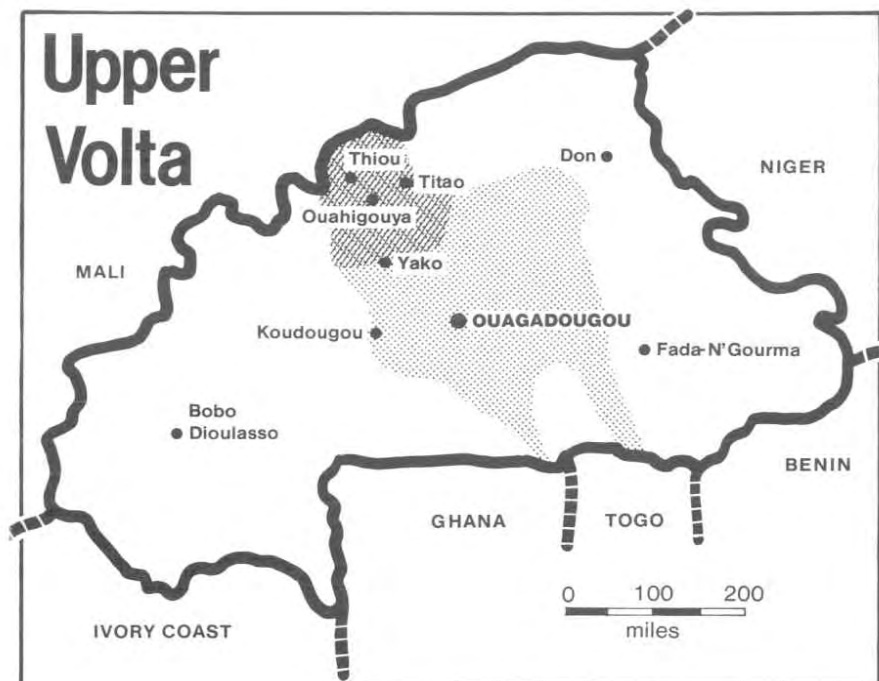 Upper
Volta
Thiou
Titao
Ouahigouya
Don
NIGER
MALI
Yako
Koudougou
OUAGADOUGOU
Fada-N'Gourma
Bobo
Dioulasso
BENIN
GHANA
TOGO
IVORY COAST
0 100 200
miles